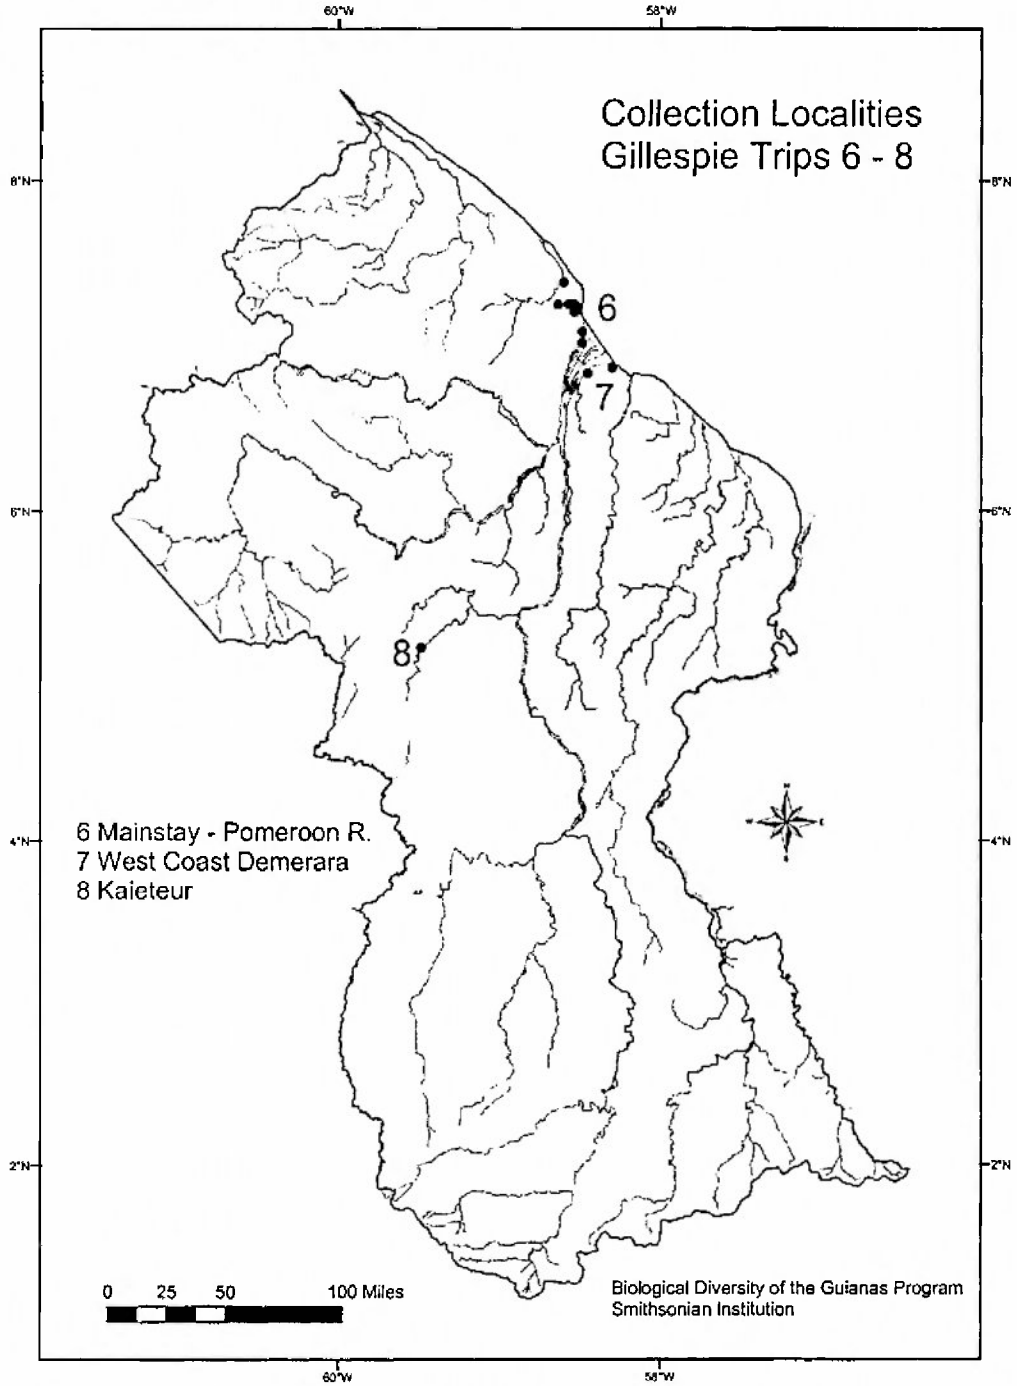 60°W
58°W
Collection Localities
Gillespie Trips 6 - 8
8°N
8°N
6
7
6°N
6°N
8
6 Mainstay - Pomeroon R.
7 West Coast Demerara
8 Kaieteur
4°N
4°N
2°N
2°N
0 25 50 100 Miles
Biological Diversity of the Guianas Program
Smithsonian Institution
60°W
58°W